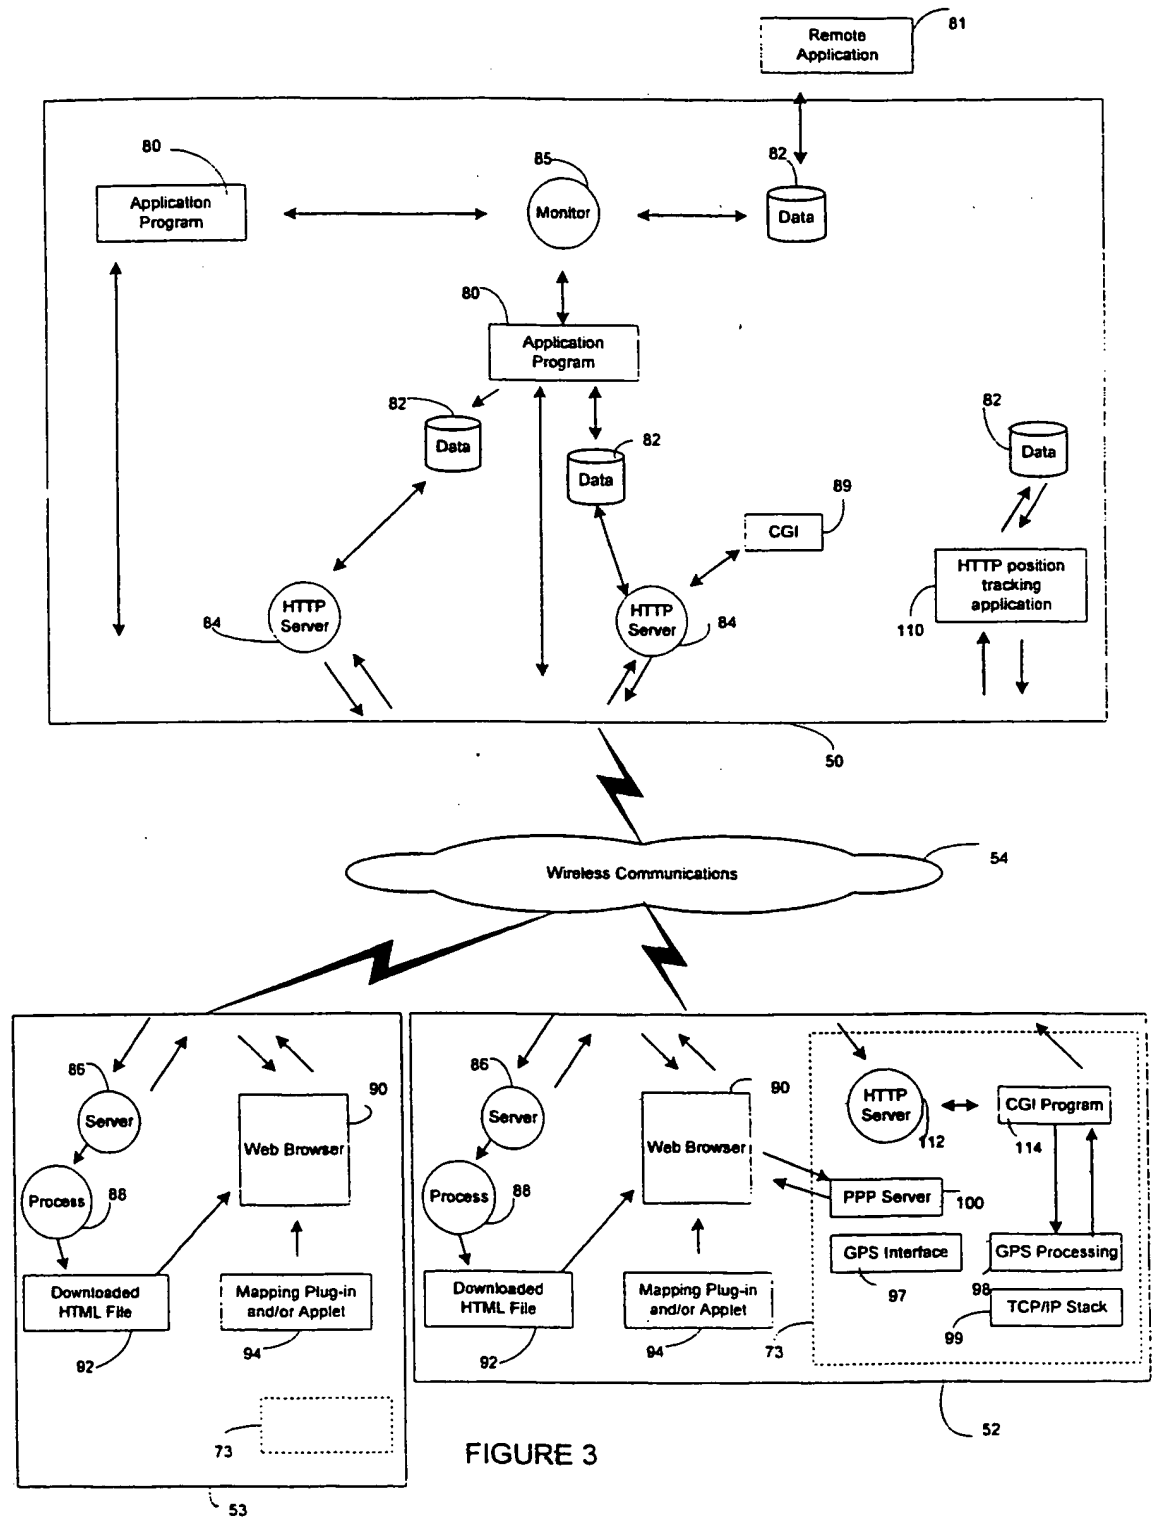 81
Remote
Application
80
Application
Program
85
Monitor
82
Data
80
Application
Program
82
Data
82
Data
82
Data
89
CGI
HTTP
Server
84
HTTP
Server
84
HTTP position
tracking
application
110
50
Wireless Communications
54
86
Server
90
Web Browser
Process
88
Downloaded
HTML File
92
Mapping Plug-in
and/or Applet
94
73
53
86
Server
90
Web Browser
Process
88
Downloaded
HTML File
92
Mapping Plug-in
and/or Applet
94
HTTP
Server
112
CGI Program
114
PPP Server
100
GPS Interface
97
GPS Processing
98
TCP/IP Stack
99
73
52
FIGURE 3